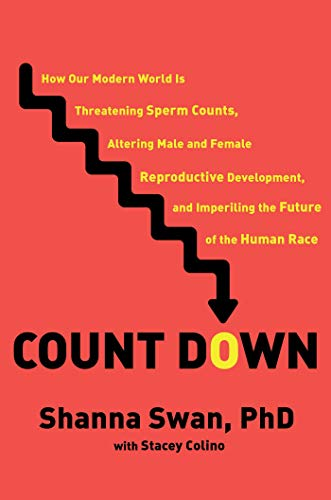 How Our Modern World Is
Threatening Sperm Counts,
Altering Male and Female
Reproductive Development,
and Imperiling the Future
of the Human Race
COUNT DOWN
Shanna Swan, PhD
with Stacey Colino